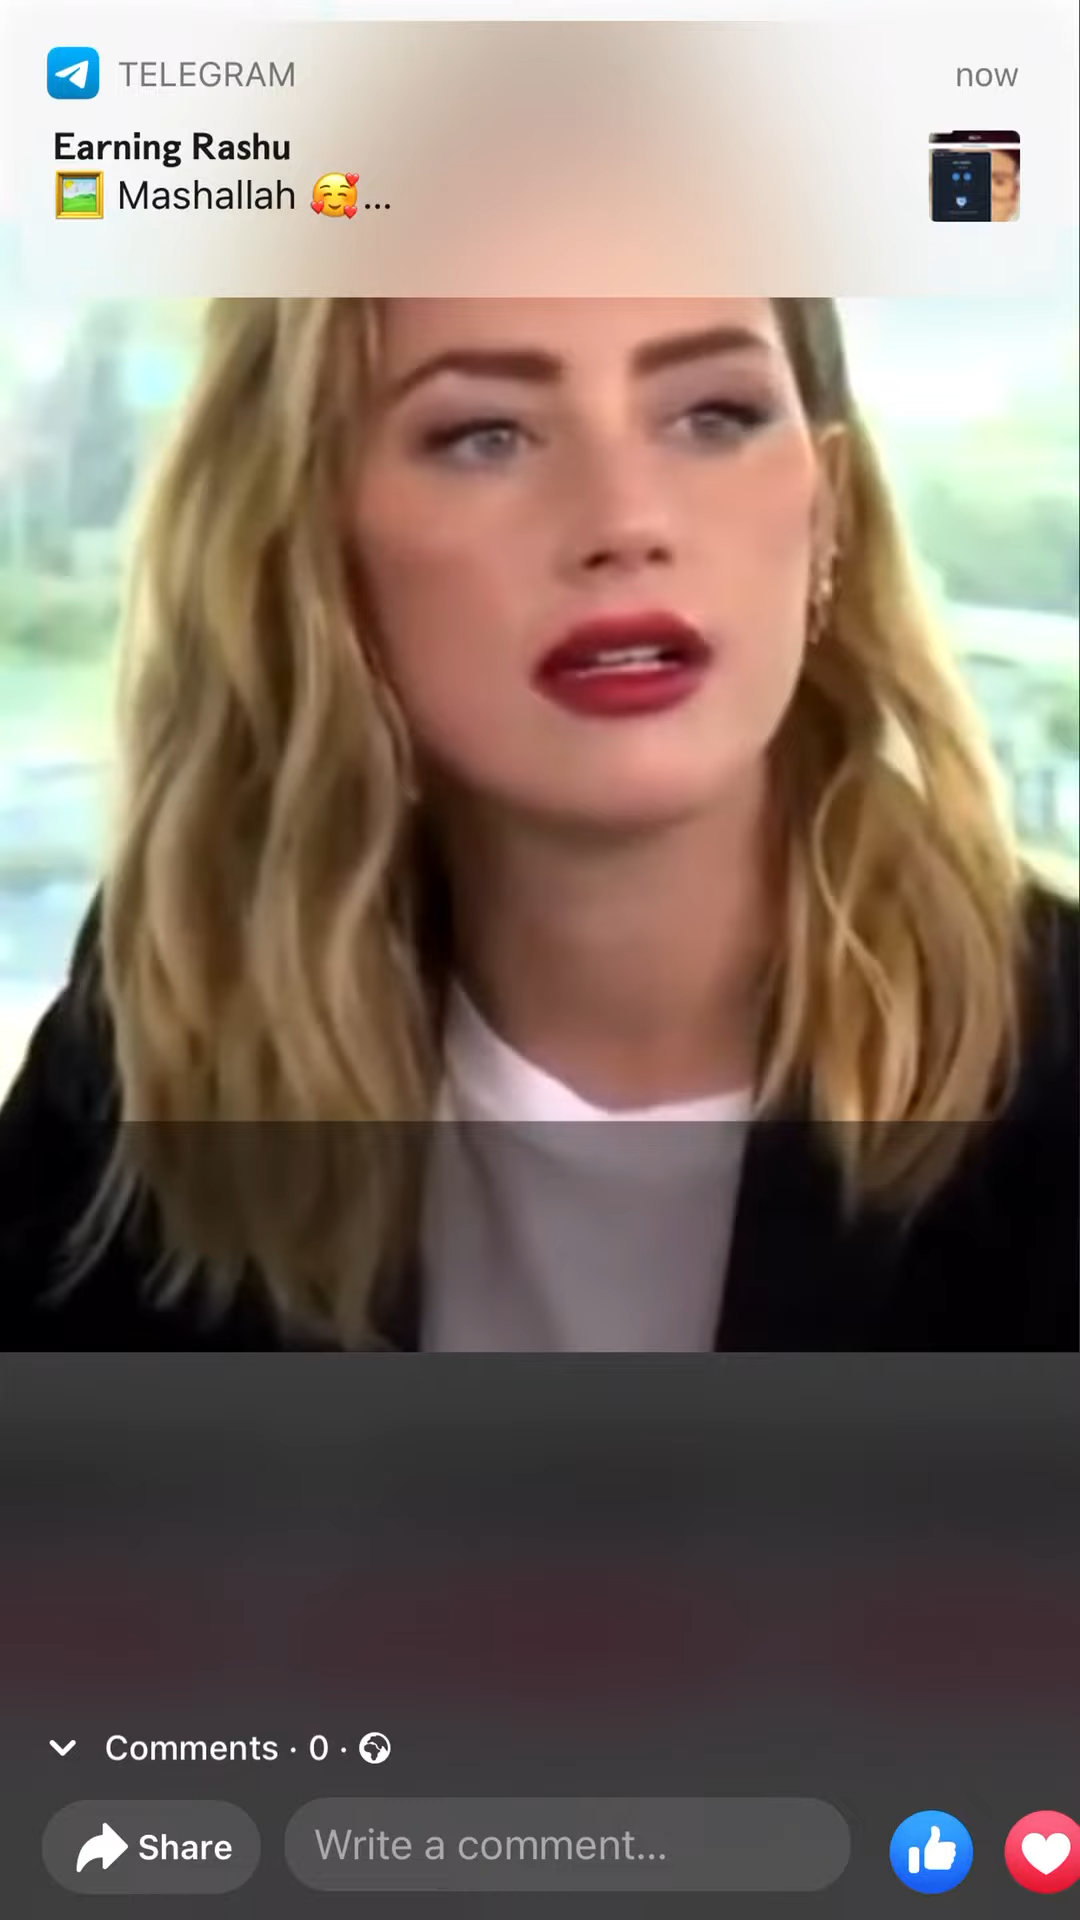 TELEGRAM
now
Earning Rashu
🖼️ Mashallah 🥰...
Comments · 0 ·
Share
Write a comment...